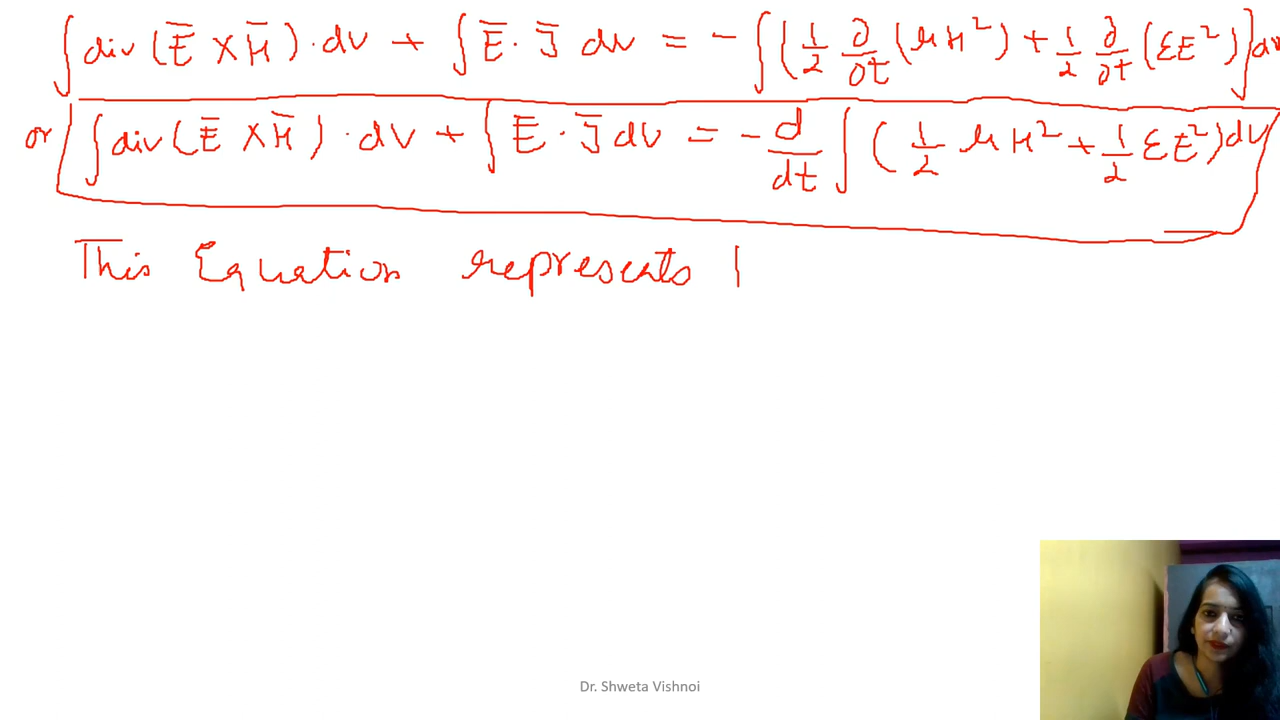 ∫div(E̅ X H̅)·dV + ∫E̅·J̅ dV = -∫[½ ∂/∂t (μH²) + ½ ∂/∂t (εE²)]dv
or ∫div(E̅ X H̅)·dV + ∫E̅·J̅ dV = -d/dt ∫(½ μH² + ½ εE²)dV
This Equation represents
Dr. Shweta Vishnoi